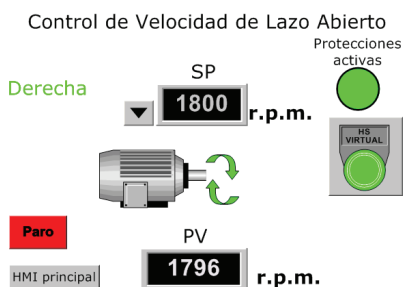 Control de Velocidad de Lazo Abierto
Protecciones
activas
Derecha
SP
1800
r.p.m.
HS
VIRTUAL
Paro
PV
HMI principal
1796
r.p.m.